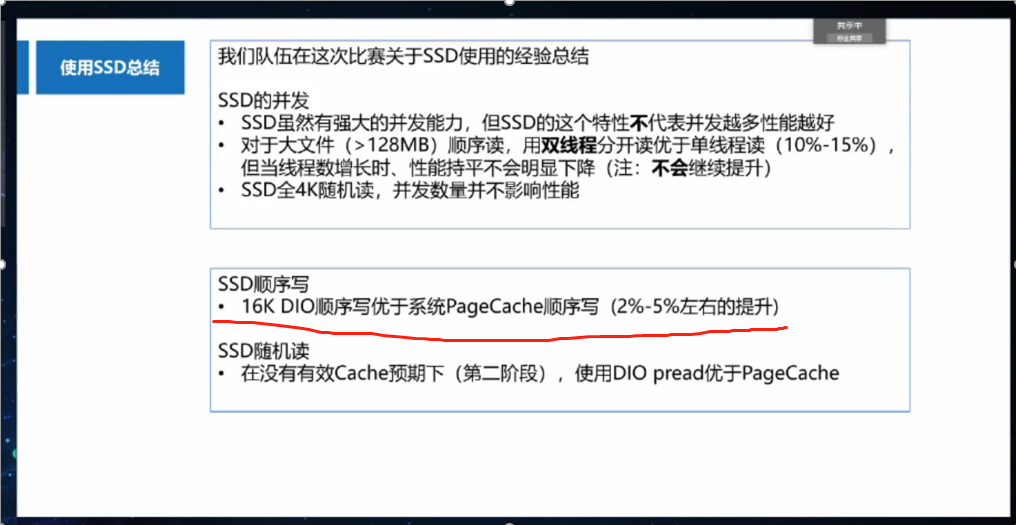 共享中
停止共享
使用SSD总结
我们队伍在这次比赛关于SSD使用的经验总结
SSD的并发
• SSD虽然有强大的并发能力，但SSD的这个特性不代表并发越多性能越好
• 对于大文件（>128MB）顺序读，用双线程分开读优于单线程读（10%-15%），
但当线程数增长时、性能持平不会明显下降（注：不会继续提升）
• SSD全4K随机读，并发数量并不影响性能
SSD顺序写
• 16K DIO顺序写优于系统PageCache顺序写（2%-5%左右的提升）
SSD随机读
• 在没有有效Cache预期下（第二阶段），使用DIO pread优于PageCache